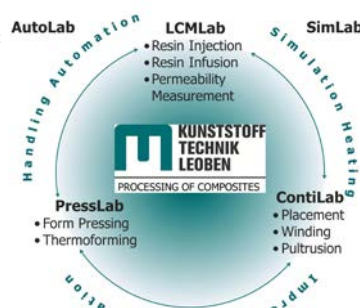 AutoLab
LCMLab
SimLab
• Resin Injection
• Resin Infusion
• Permeability
Measurement
Handling Automation
Simulation Heating
KUNSTSTOFF
TECHNIK
LEOBEN
PROCESSING OF COMPOSITES
PressLab
• Form Pressing
• Thermoforming
ContiLab
• Placement
• Winding
• Pultrusion